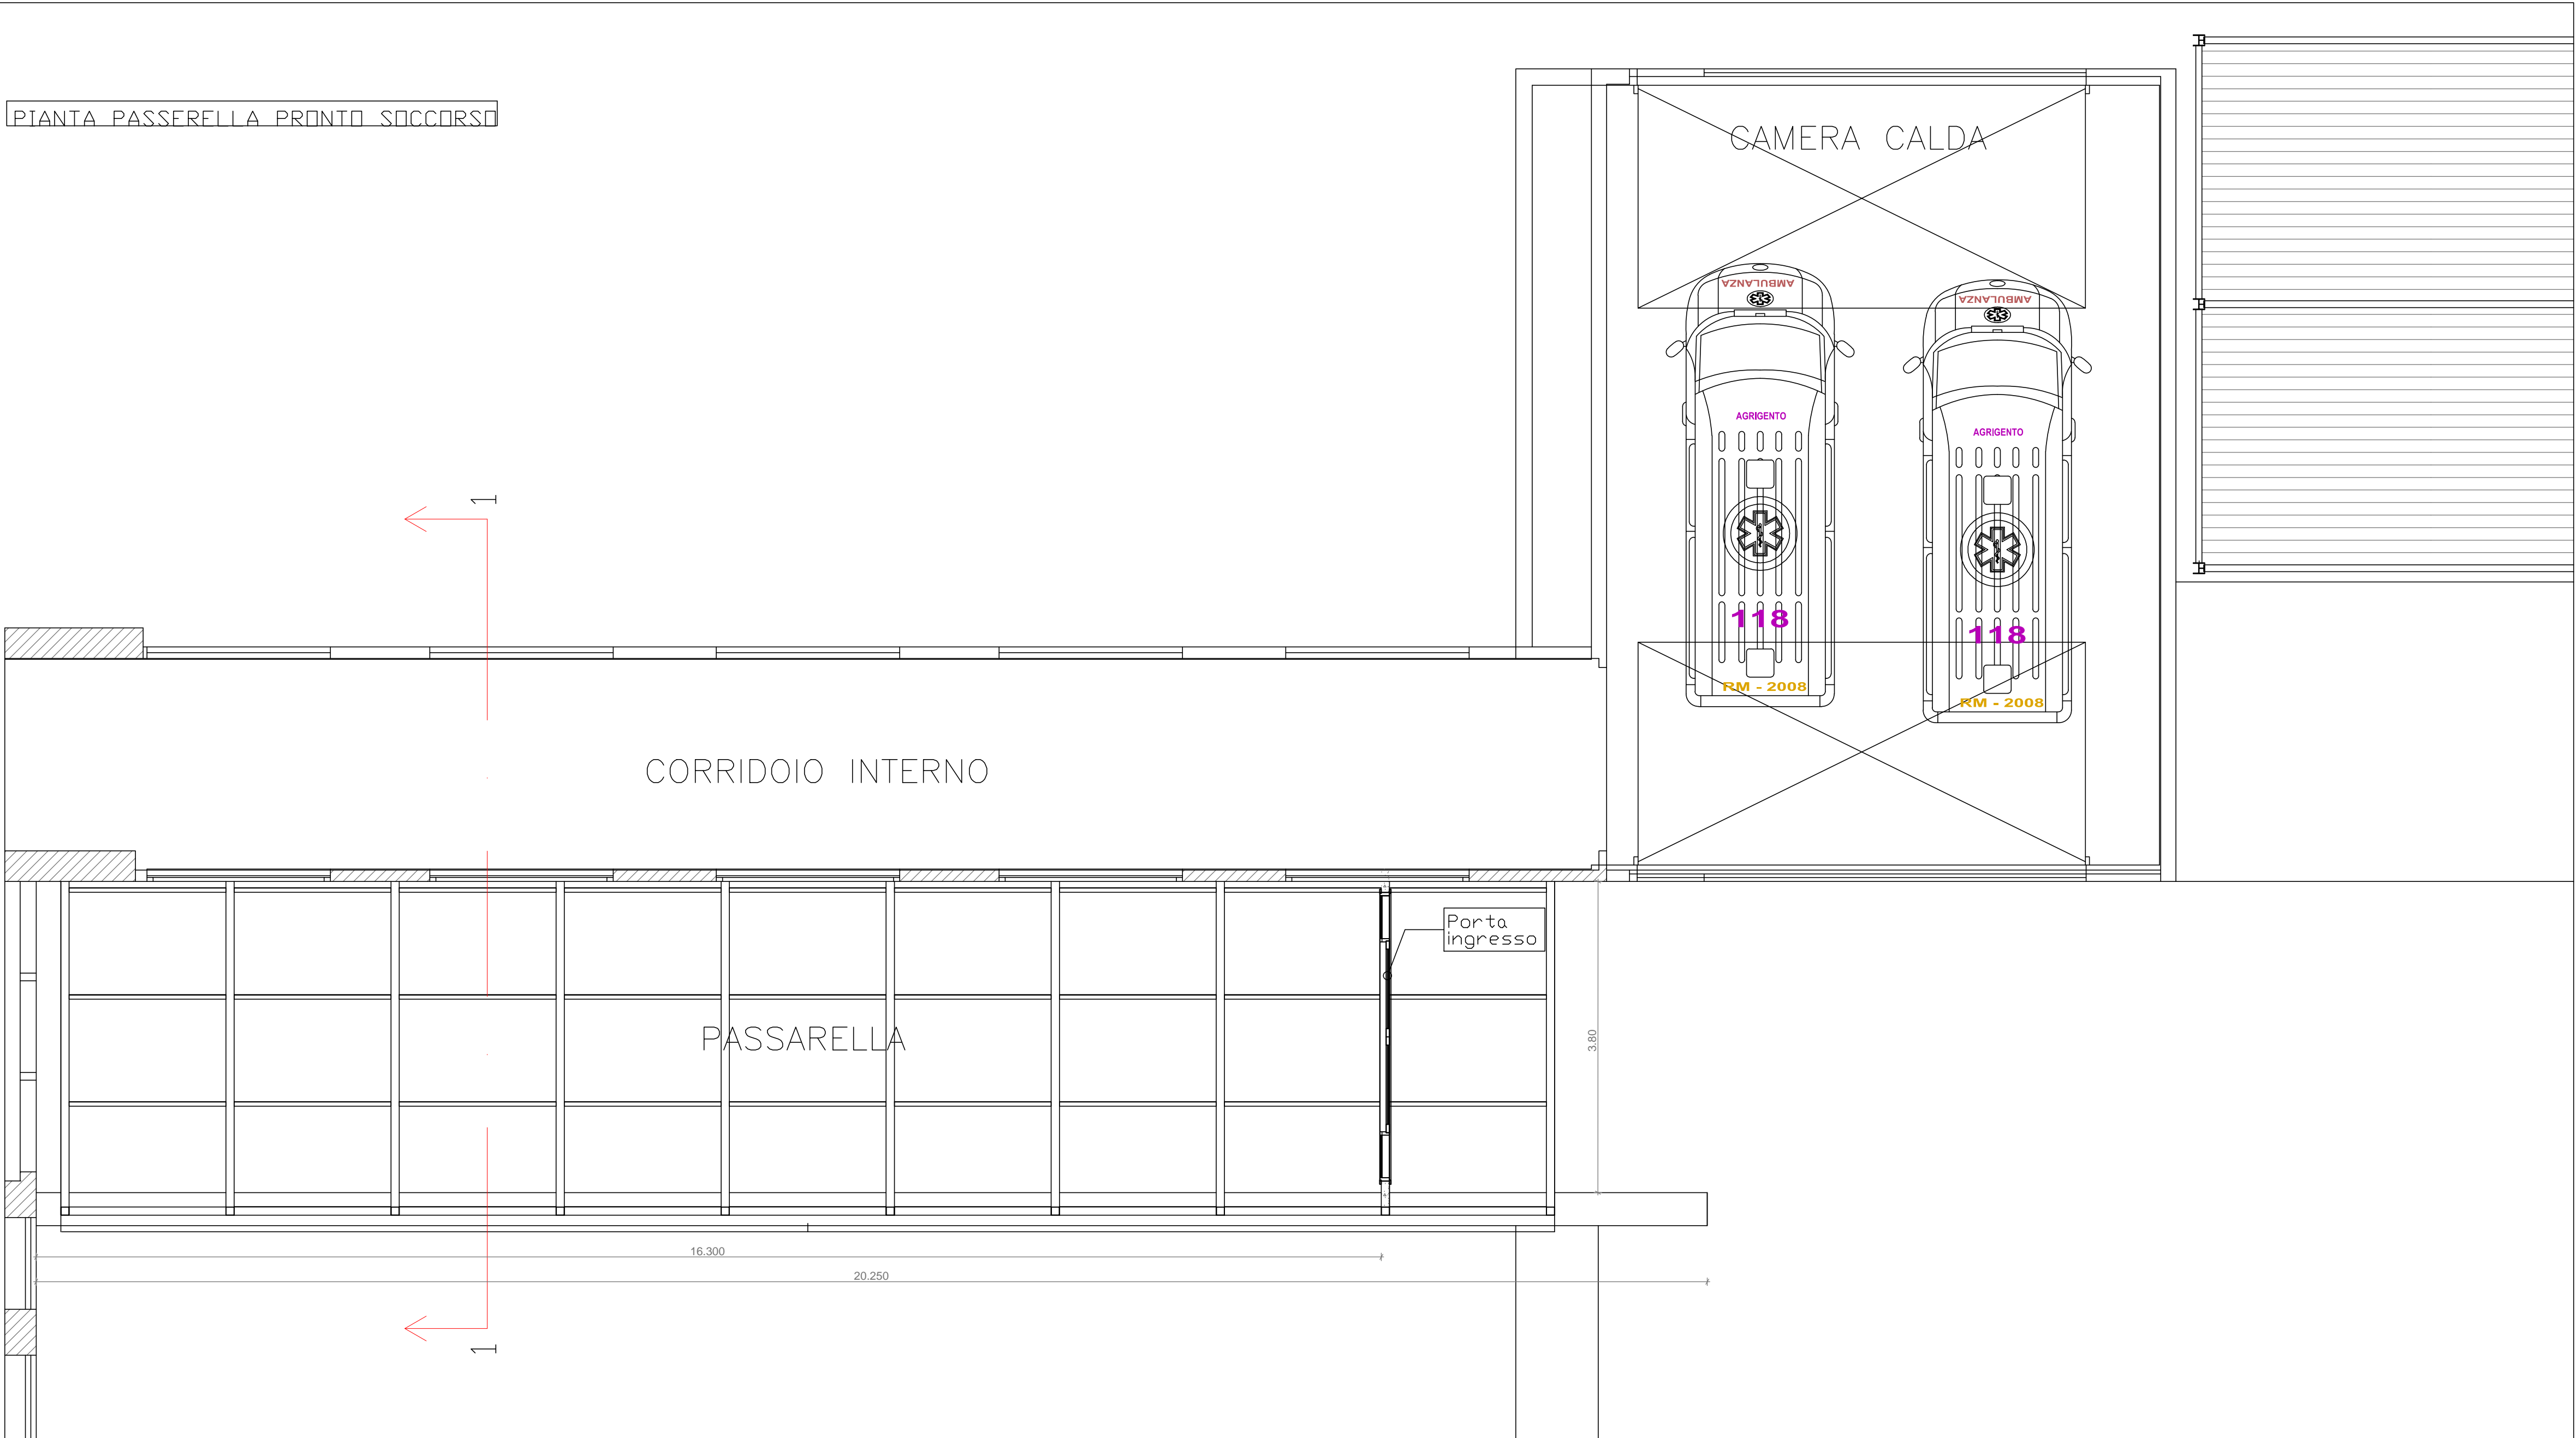 PIANTA PASSERELLA PRONTO SOCCORSO
CAMERA CALDA
AMBULANZA
AMBULANZA
AGRIGENTO
AGRIGENTO
1
118
118
RM - 2008
RM - 2008
CORRIDOIO INTERNO
Porta
ingresso
PASSARELLA
3.80
16.300
20.250
1